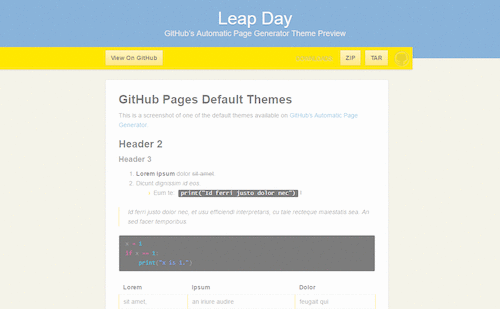 Leap Day
GitHub's Automatic Page Generator Theme Preview
View On GitHub
DOWNLOADS:
ZIP
TAR
GitHub Pages Default Themes
This is a screenshot of one of the default themes available on GitHub's Automatic Page
Generator
Header 2
Header 3
1. Lorem ipsum dolor sit amet.
2. Dicunt dignissim id eos.
Eum te print("Id ferri justo dolor nec") !
Id ferri justo dolor nec, et usu efficiendi interpretaris, cu tale recteque maiestatis sea. An
sed facer temporibus.
x = 1
if x == 1:
print("x is 1.")
Lorem Ipsum Dolor
sit amet. an iriure audire feugait qui